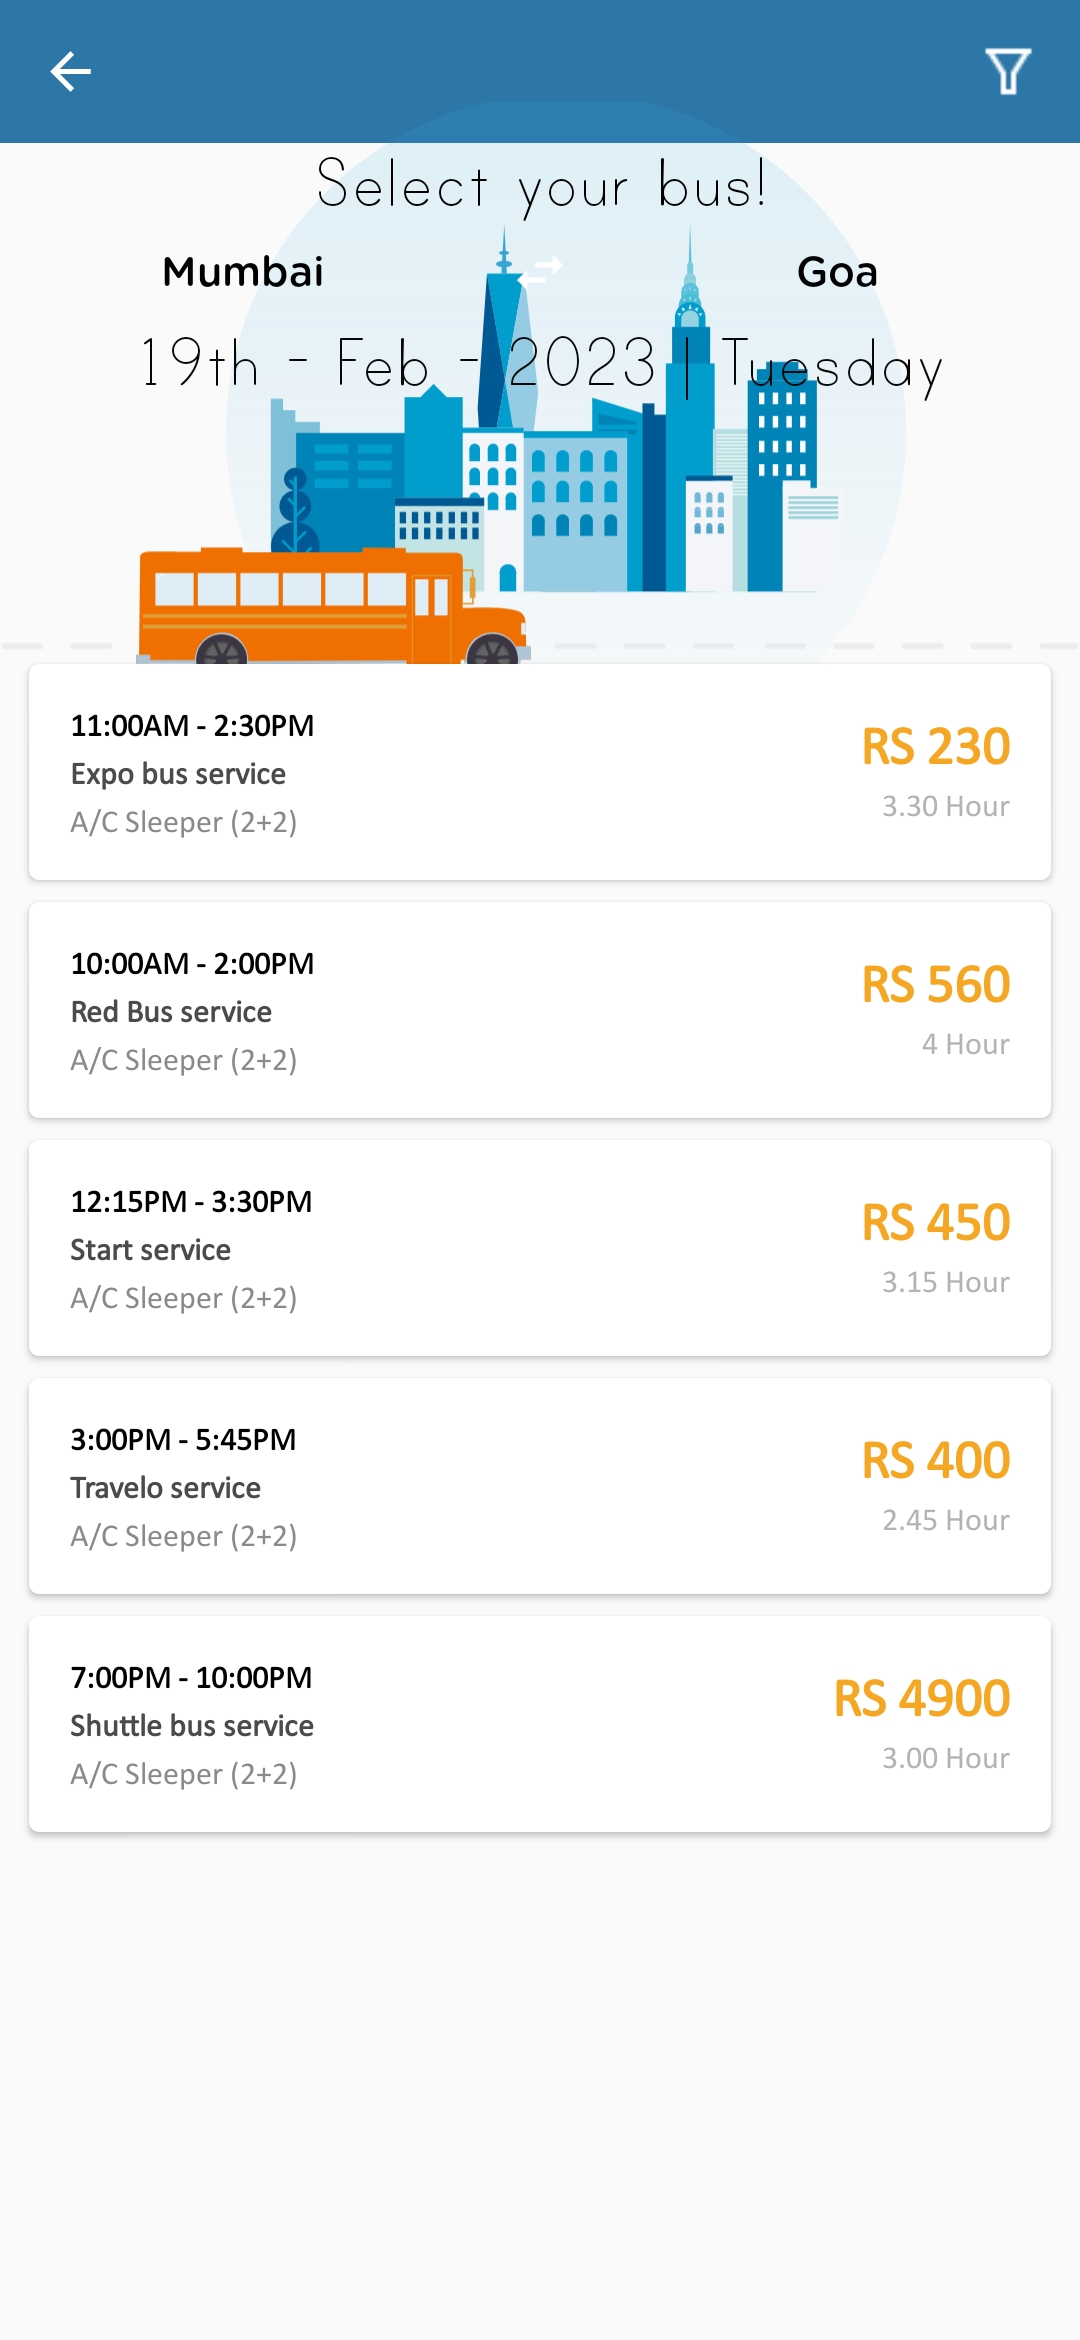 Select your bus!
Mumbai Goa
19th - Feb - 2023 | Tuesday
11:00AM - 2:30PM
RS 230
Expo bus service
3.30 Hour
A/C Sleeper (2+2)
10:00AM - 2:00PM
RS 560
Red Bus service
4 Hour
A/C Sleeper (2+2)
12:15PM - 3:30PM
RS 450
Start service
3.15 Hour
A/C Sleeper (2+2)
3:00PM - 5:45PM
RS 400
Travelo service
2.45 Hour
A/C Sleeper (2+2)
7:00PM - 10:00PM
RS 4900
Shuttle bus service
3.00 Hour
A/C Sleeper (2+2)